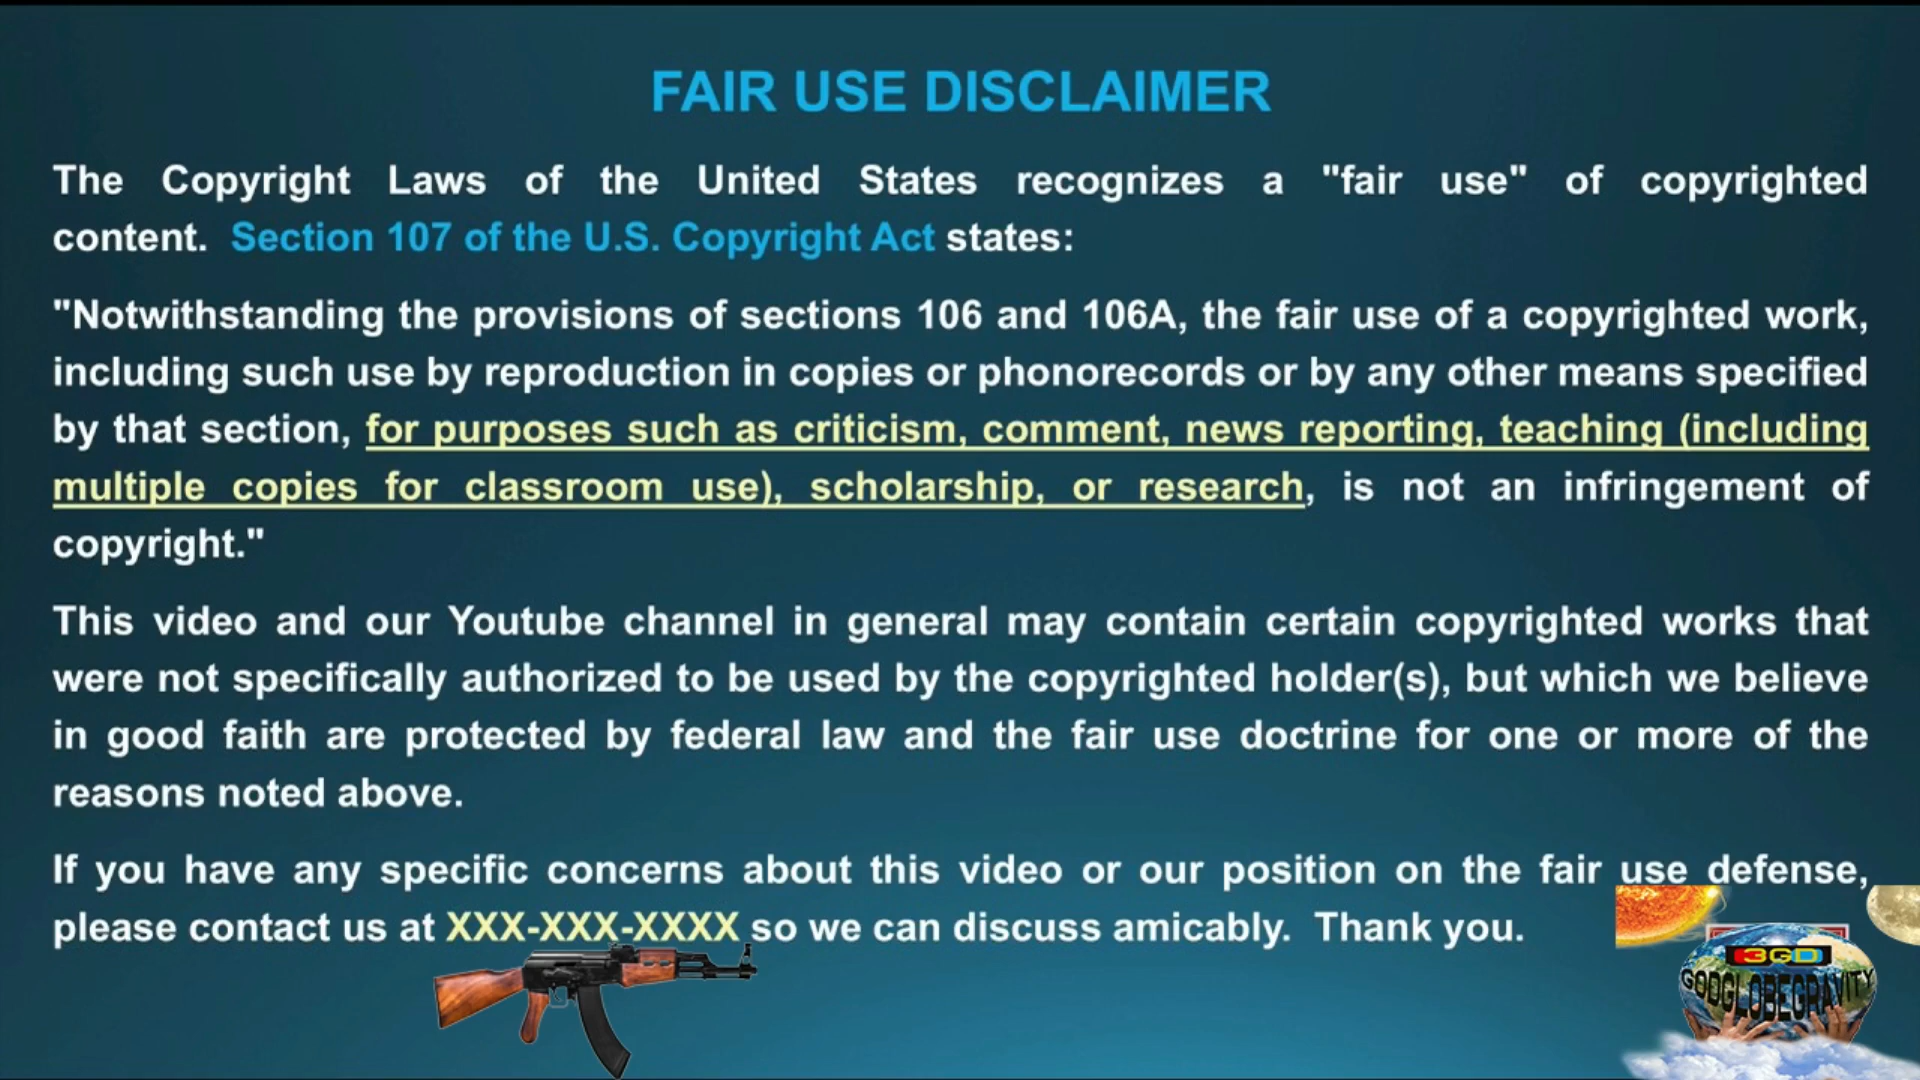 FAIR USE DISCLAIMER
The Copyright Laws of the United States recognizes a "fair use" of copyrighted
content. Section 107 of the U.S. Copyright Act states:
"Notwithstanding the provisions of sections 106 and 106A, the fair use of a copyrighted work,
including such use by reproduction in copies or phonorecords or by any other means specified
by that section, for purposes such as criticism, comment, news reporting, teaching (including
multiple copies for classroom use), scholarship, or research, is not an infringement of
copyright."
This video and our Youtube channel in general may contain certain copyrighted works that
were not specifically authorized to be used by the copyrighted holder(s), but which we believe
in good faith are protected by federal law and the fair use doctrine for one or more of the
reasons noted above.
If you have any specific concerns about this video or our position on the fair use defense,
please contact us at XXX-XXX-XXXX so we can discuss amicably. Thank you.
3GD
GODGLOBEGRAVITY